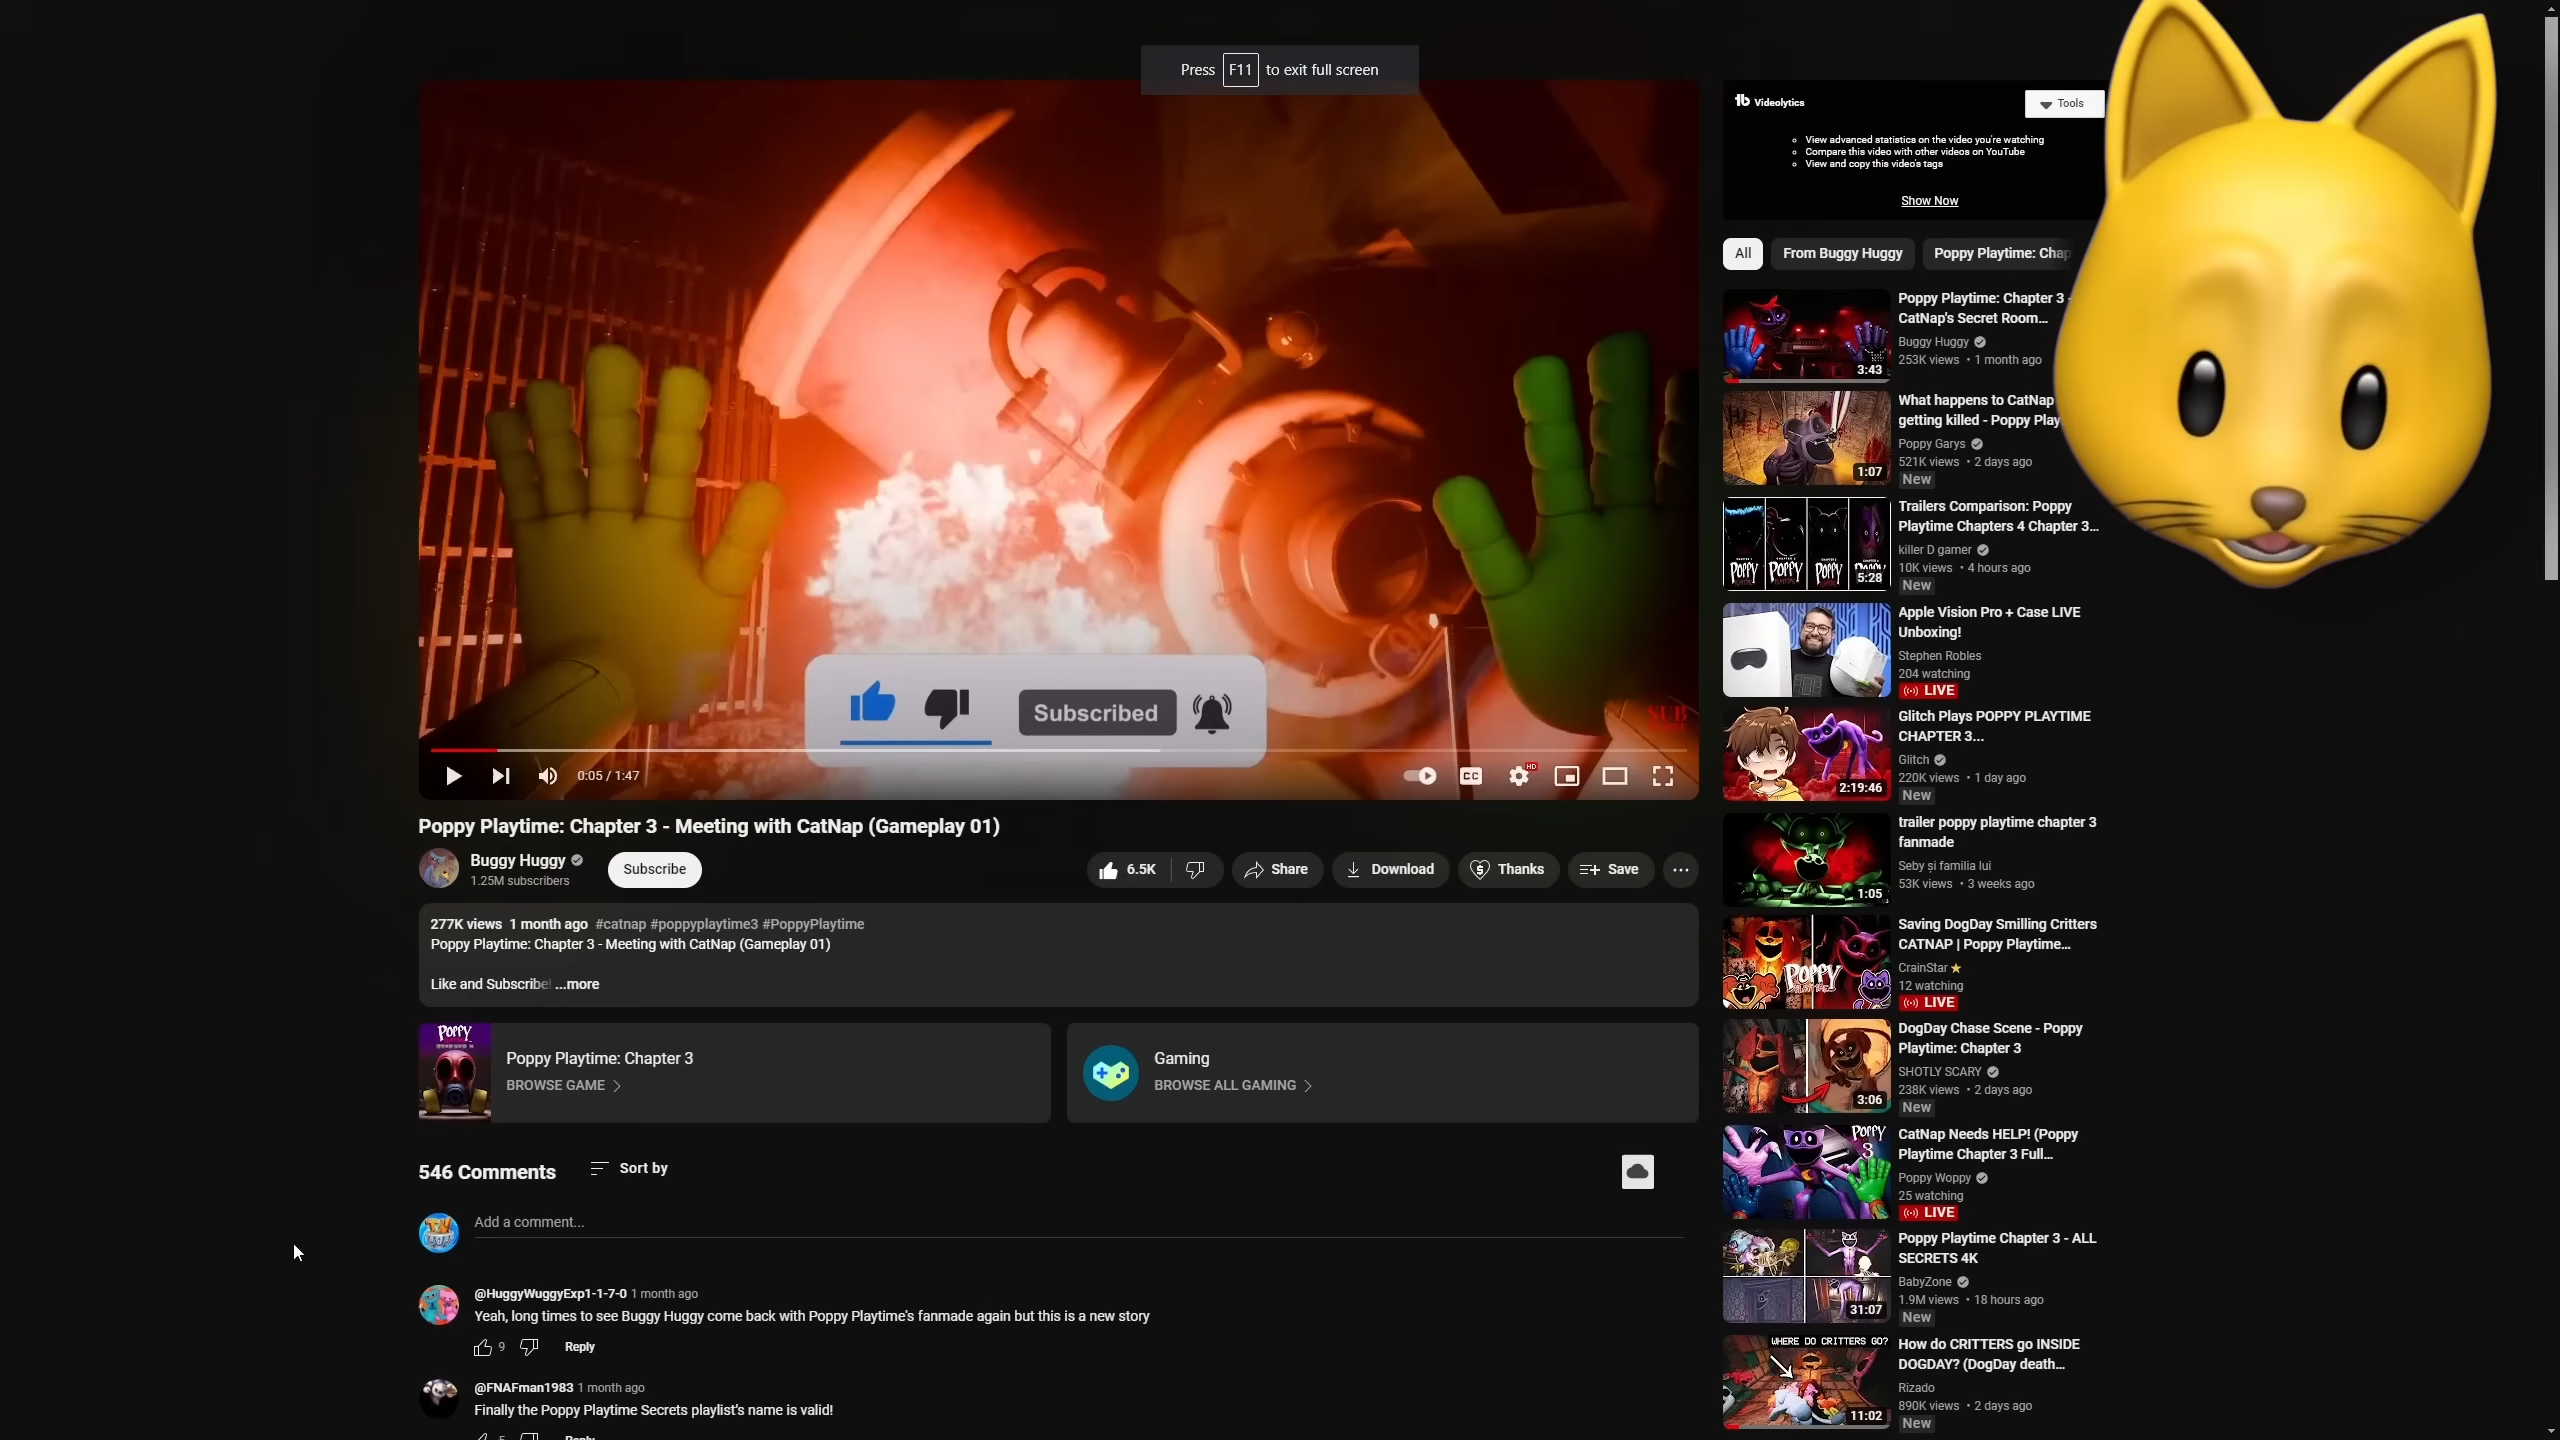 Press F11 to exit full screen
Subscribed
SUB
0:05 / 1:47
CC
HD
Poppy Playtime: Chapter 3 - Meeting with CatNap (Gameplay 01)
Buggy Huggy
1.25M subscribers
Subscribe
6.5K
Share
Download
Thanks
Save
277K views 1 month ago #catnap #poppyplaytime3 #PoppyPlaytime
Poppy Playtime: Chapter 3 - Meeting with CatNap (Gameplay 01)
Like and Subscribe! ...more
POPPY
Poppy Playtime: Chapter 3
BROWSE GAME
Gaming
BROWSE ALL GAMING
546 Comments
Sort by
Add a comment...
@HuggyWuggyExp1-1-7-0 1 month ago
Yeah, long times to see Buggy Huggy come back with Poppy Playtime's fanmade again but this is a new story
9
Reply
@FNAFman1983 1 month ago
Finally the Poppy Playtime Secrets playlist's name is valid!
5
Reply
tb Videolytics
Tools
View advanced statistics on the video you're watching
Compare this video with other videos on YouTube
View and copy this video's tags
Show Now
All
From Buggy Huggy
Poppy Playtime: Chap
3:43
Poppy Playtime: Chapter 3 -
CatNap's Secret Room...
Buggy Huggy
253K views • 1 month ago
1:07
What happens to CatNap
getting killed - Poppy Play
Poppy Garys
521K views • 2 days ago
New
POPPY
POPPY
POPPY
5:28
Trailers Comparison: Poppy
Playtime Chapters 4 Chapter 3...
killer D gamer
10K views • 4 hours ago
New
Apple Vision Pro + Case LIVE
Unboxing!
Stephen Robles
204 watching
LIVE
2:19:46
Glitch Plays POPPY PLAYTIME
CHAPTER 3...
Glitch
220K views • 1 day ago
New
1:05
trailer poppy playtime chapter 3
fanmade
Seby și familia lui
53K views • 3 weeks ago
POPPY
PLAYTIME
Saving DogDay Smilling Critters
CATNAP | Poppy Playtime...
CrainStar
12 watching
LIVE
3:06
DogDay Chase Scene - Poppy
Playtime: Chapter 3
SHOTLY SCARY
238K views • 2 days ago
New
POPPY
3
CatNap Needs HELP! (Poppy
Playtime Chapter 3 Full...
Poppy Woppy
25 watching
LIVE
31:07
Poppy Playtime Chapter 3 - ALL
SECRETS 4K
BabyZone
1.9M views • 18 hours ago
New
WHERE DO CRITTERS GO?
11:02
How do CRITTERS go INSIDE
DOGDAY? (DogDay death...
Rizado
890K views • 2 days ago
New